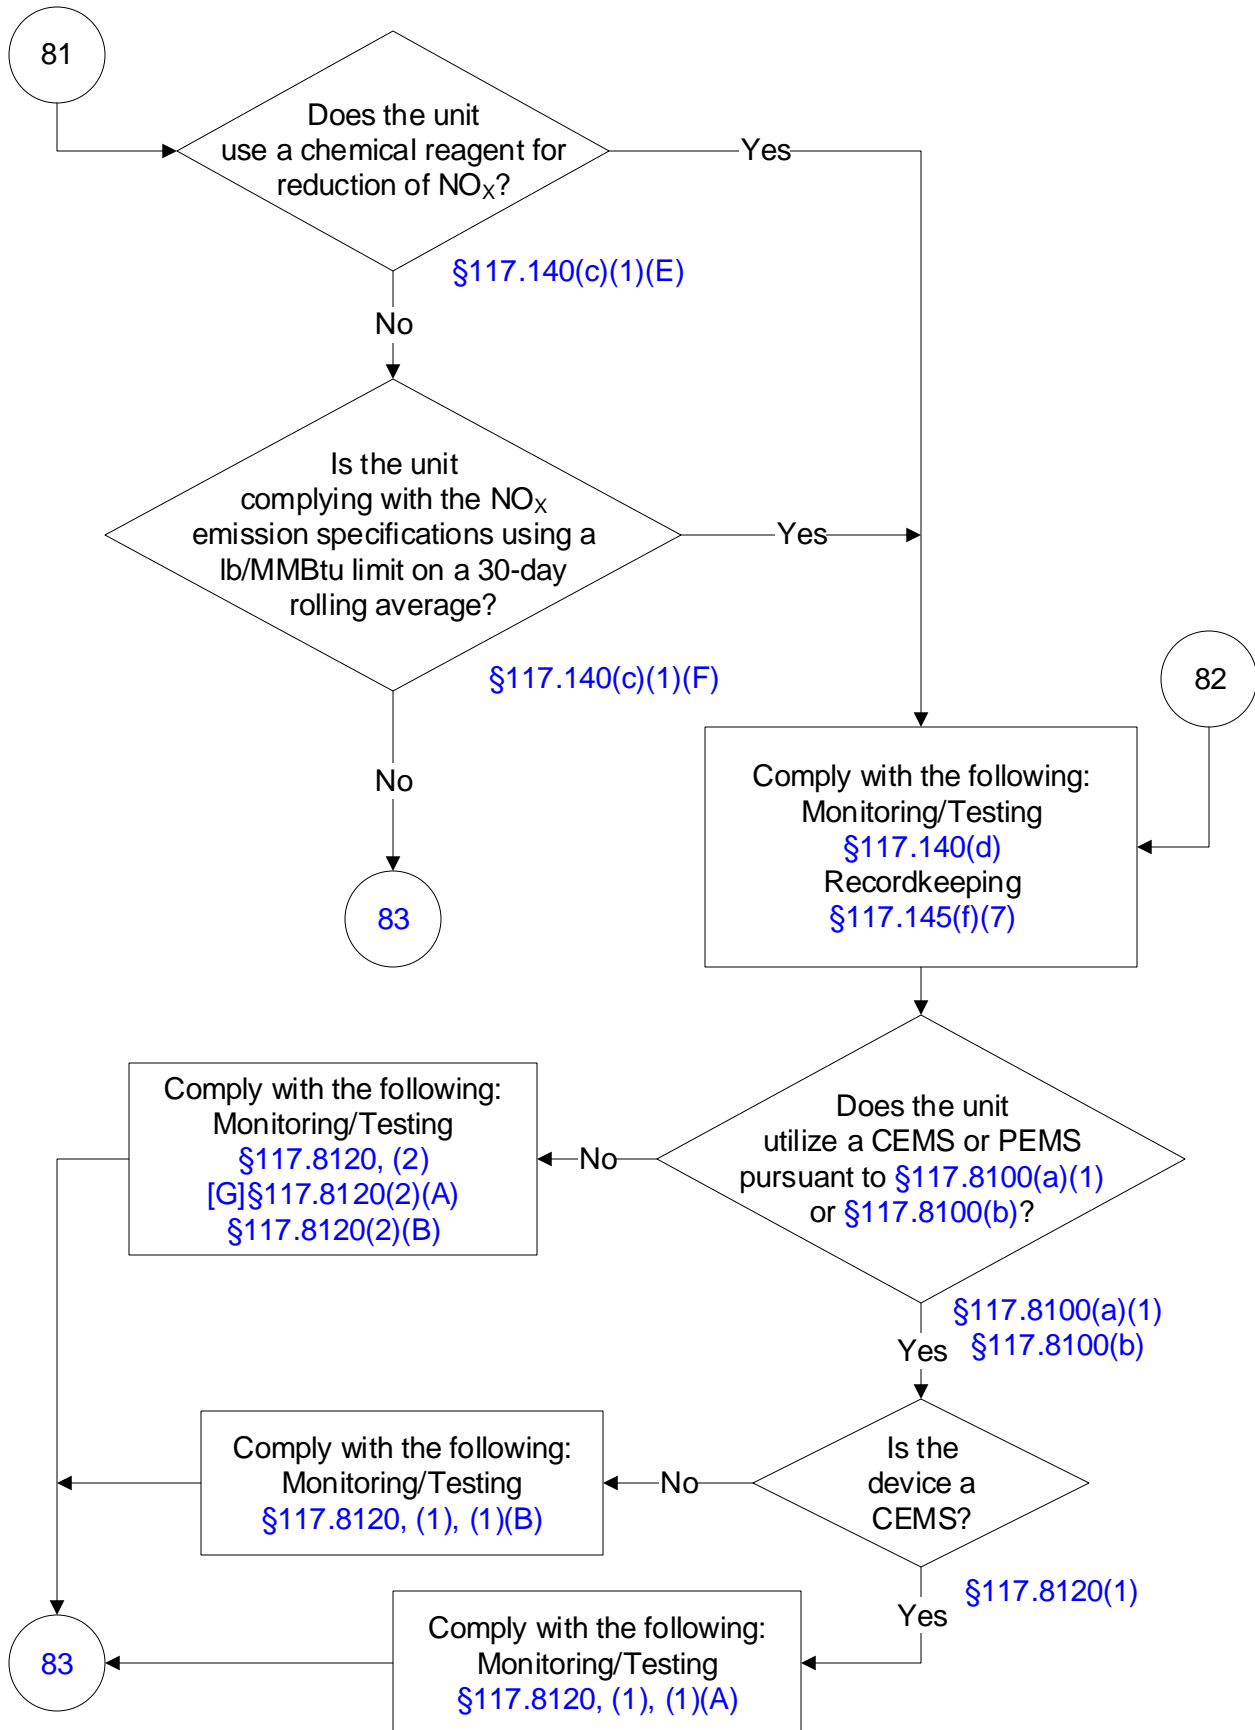 81
Does the unit
use a chemical reagent for
reduction of NOX?
Yes
§117.140(c)(1)(E)
No
Is the unit
complying with the NOX
emission specifications using a
lb/MMBtu limit on a 30-day
rolling average?
Yes
§117.140(c)(1)(F)
82
No
83
Comply with the following:
Monitoring/Testing
§117.140(d)
Recordkeeping
§117.145(f)(7)
Does the unit
utilize a CEMS or PEMS
pursuant to §117.8100(a)(1)
or §117.8100(b)?
No
Comply with the following:
Monitoring/Testing
§117.8120, (2)
[G]§117.8120(2)(A)
§117.8120(2)(B)
§117.8100(a)(1)
§117.8100(b)
Yes
Is the
device a
CEMS?
No
Comply with the following:
Monitoring/Testing
§117.8120, (1), (1)(B)
§117.8120(1)
Yes
Comply with the following:
Monitoring/Testing
§117.8120, (1), (1)(A)
83